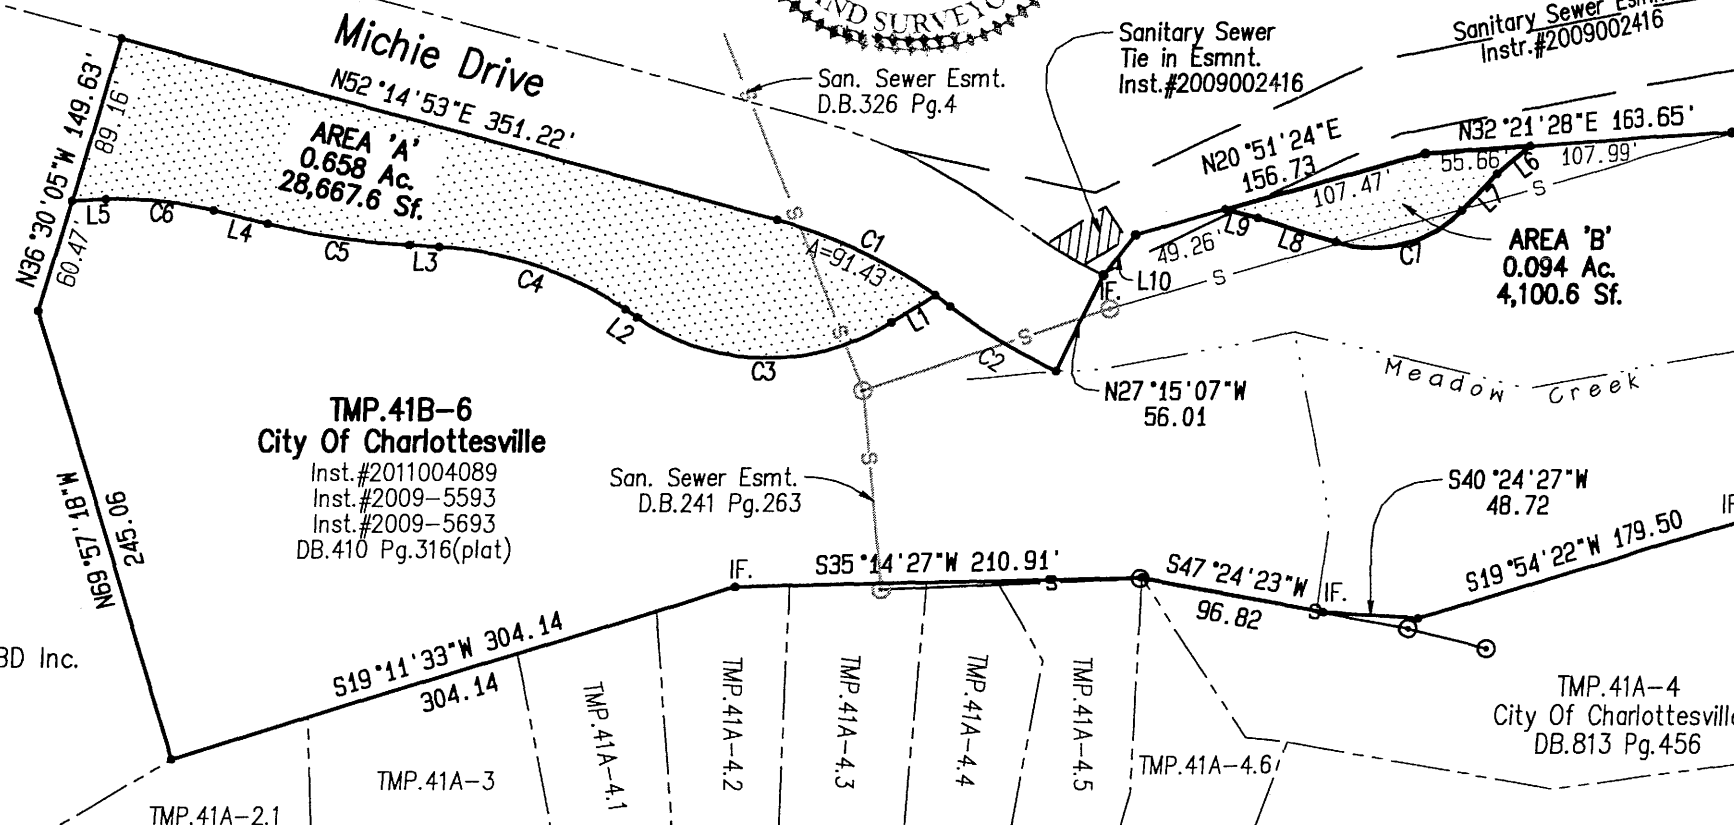 AND SURVEYO
Michie Drive
N52°14'53"E 351.22'
AREA 'A'
0.658 Ac.
28,667.6 Sf.
N36°30'05"W 149.63'
89.16'
60.47'
L5
C6
L4
C5
L3
C4
L2
C3
L1
C1
A=91.43'
C2
San. Sewer Esmt.
D.B.326 Pg.4
Sanitary Sewer
Tie in Esmnt.
Inst.#2009002416
Sanitary Sewer Esm
Instr.#2009002416
N20°51'24"E
156.73
107.47'
49.26'
N32°21'28"E 163.65'
55.66'
107.99'
L6
L7
L8
L9
L10
C7
IF.
AREA 'B'
0.094 Ac.
4,100.6 Sf.
N27°15'07"W
56.01
Meadow Creek
TMP.41B-6
City Of Charlottesville
Inst.#2011004089
Inst.#2009-5593
Inst.#2009-5693
DB.410 Pg.316(plat)
San. Sewer Esmt.
D.B.241 Pg.263
N69°57'18"W
245.06
S40°24'27"W
48.72
IF
S19°54'22"W 179.50
S47°24'23"W
96.82
IF.
S35°14'27"W 210.91'
IF.
S19°11'33"W 304.14
304.14
BD Inc.
TMP.41A-2.1
TMP.41A-3
TMP.41A-4.1
TMP.41A-4.2
TMP.41A-4.3
TMP.41A-4.4
TMP.41A-4.5
TMP.41A-4.6
TMP.41A-4
City Of Charlottesville
DB.813 Pg.456
S
S
S
S
S
S
S
S
S
S